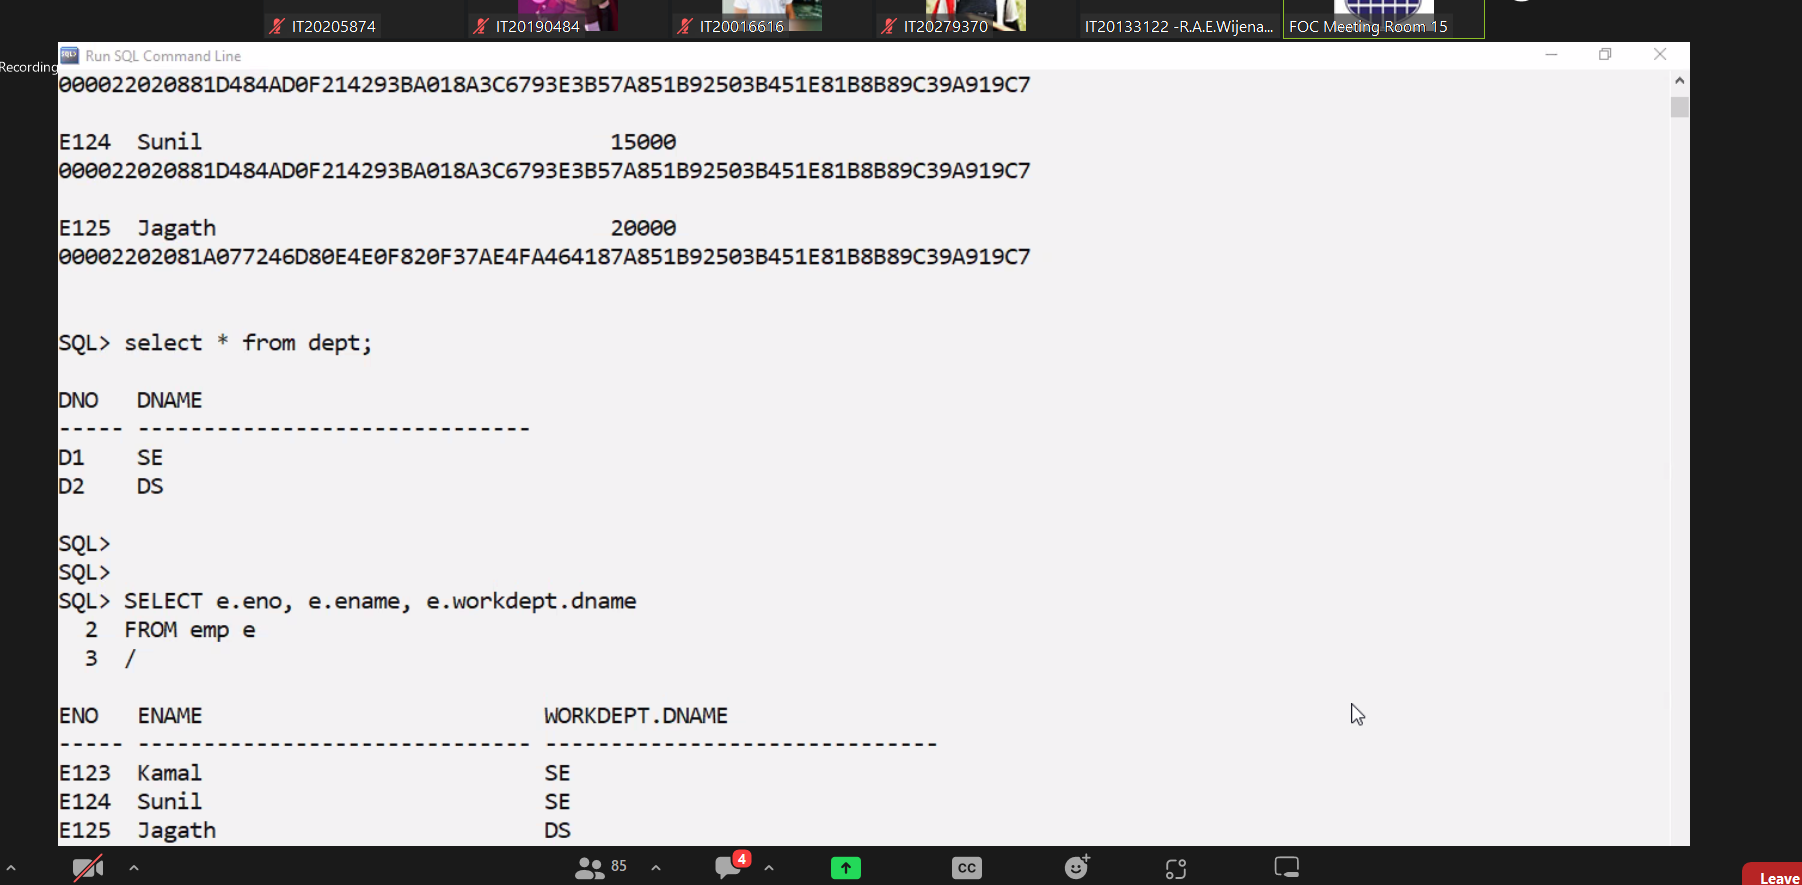 IT20205874 IT20190484 IT20016616 IT20279370 IT20133122 -R.A.E.Wijena... FOC Meeting Room 15
Recording
Run SQL Command Line
000022020881D484AD0F214293BA018A3C6793E3B57A851B92503B451E81B8B89C39A919C7
E124 Sunil 15000
000022020881D484AD0F214293BA018A3C6793E3B57A851B92503B451E81B8B89C39A919C7
E125 Jagath 20000
00002202081A077246D80E4E0F820F37AE4FA464187A851B92503B451E81B8B89C39A919C7
SQL> select * from dept;
DNO DNAME
----- ------------------------------
D1 SE
D2 DS
SQL>
SQL>
SQL> SELECT e.eno, e.ename, e.workdept.dname
2 FROM emp e
3 /
ENO ENAME WORKDEPT.DNAME
----- ------------------------------ ------------------------------
E123 Kamal SE
E124 Sunil SE
E125 Jagath DS
85 4 CC Leave